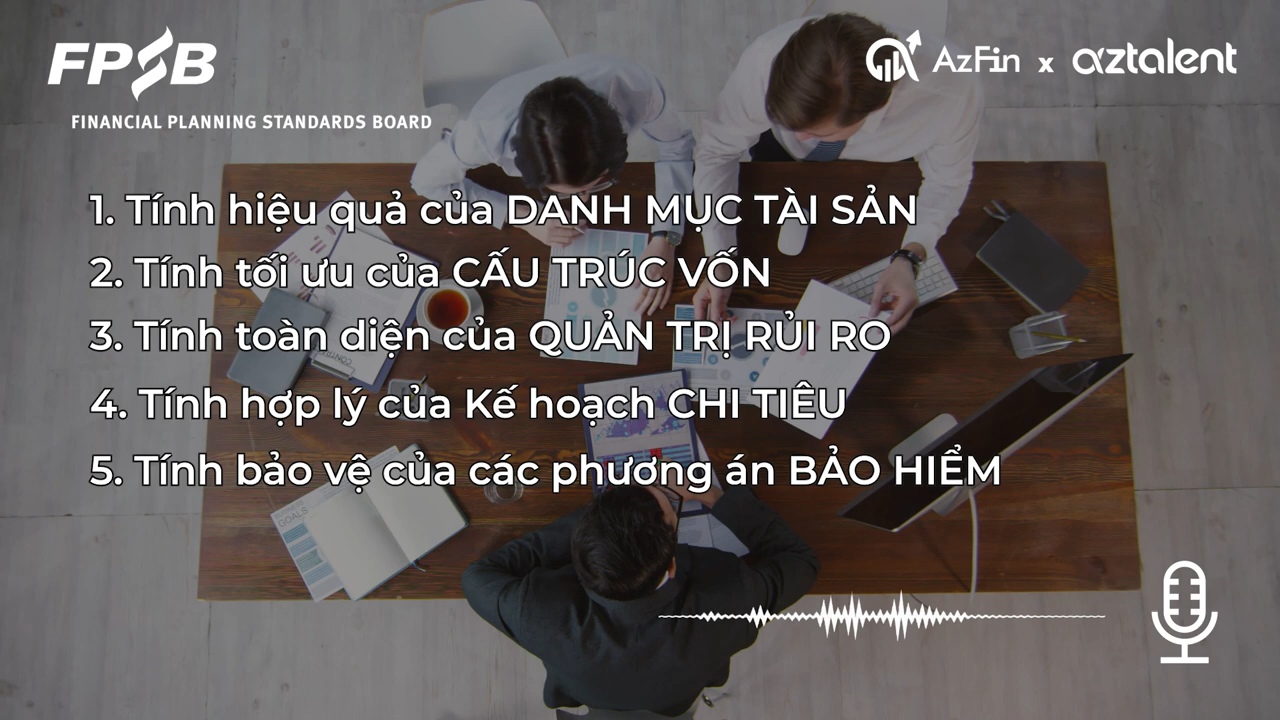 FPSB
FINANCIAL PLANNING STANDARDS BOARD
AzFin x aztalent
1. Tính hiệu quả của DANH MỤC TÀI SẢN
2. Tính tối ưu của CẤU TRÚC VỐN
3. Tính toàn diện của QUẢN TRỊ RỦI RO
4. Tính hợp lý của Kế hoạch CHI TIÊU
5. Tính bảo vệ của các phương án BẢO HIỂM
GOALS